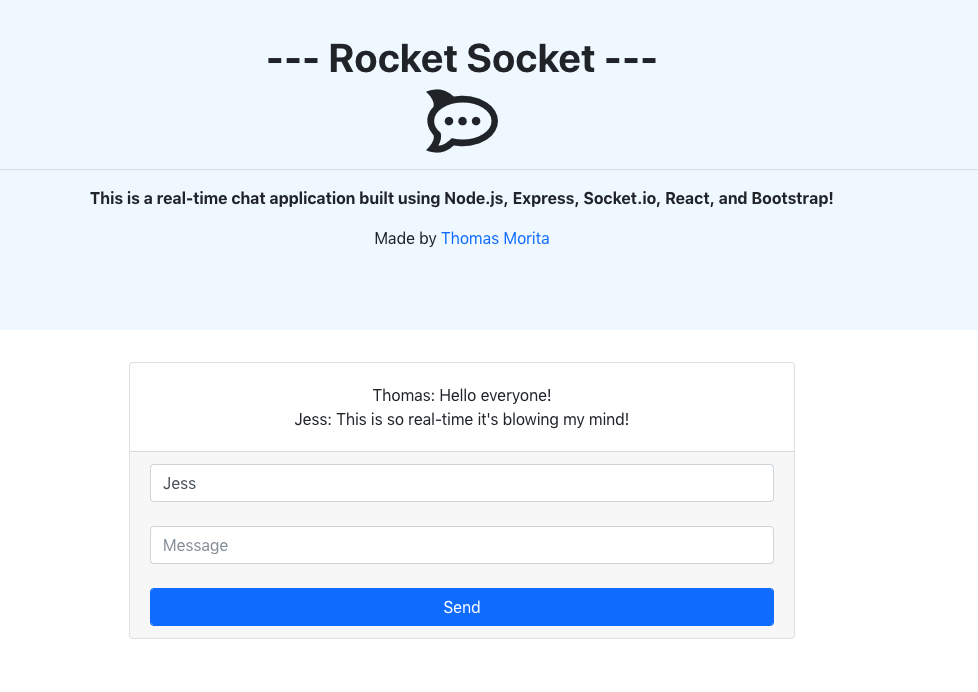 --- Rocket Socket ---
This is a real-time chat application built using Node.js, Express, Socket.io, React, and Bootstrap!
Made by Thomas Morita
Thomas: Hello everyone!
Jess: This is so real-time it's blowing my mind!
Jess
Message
Send